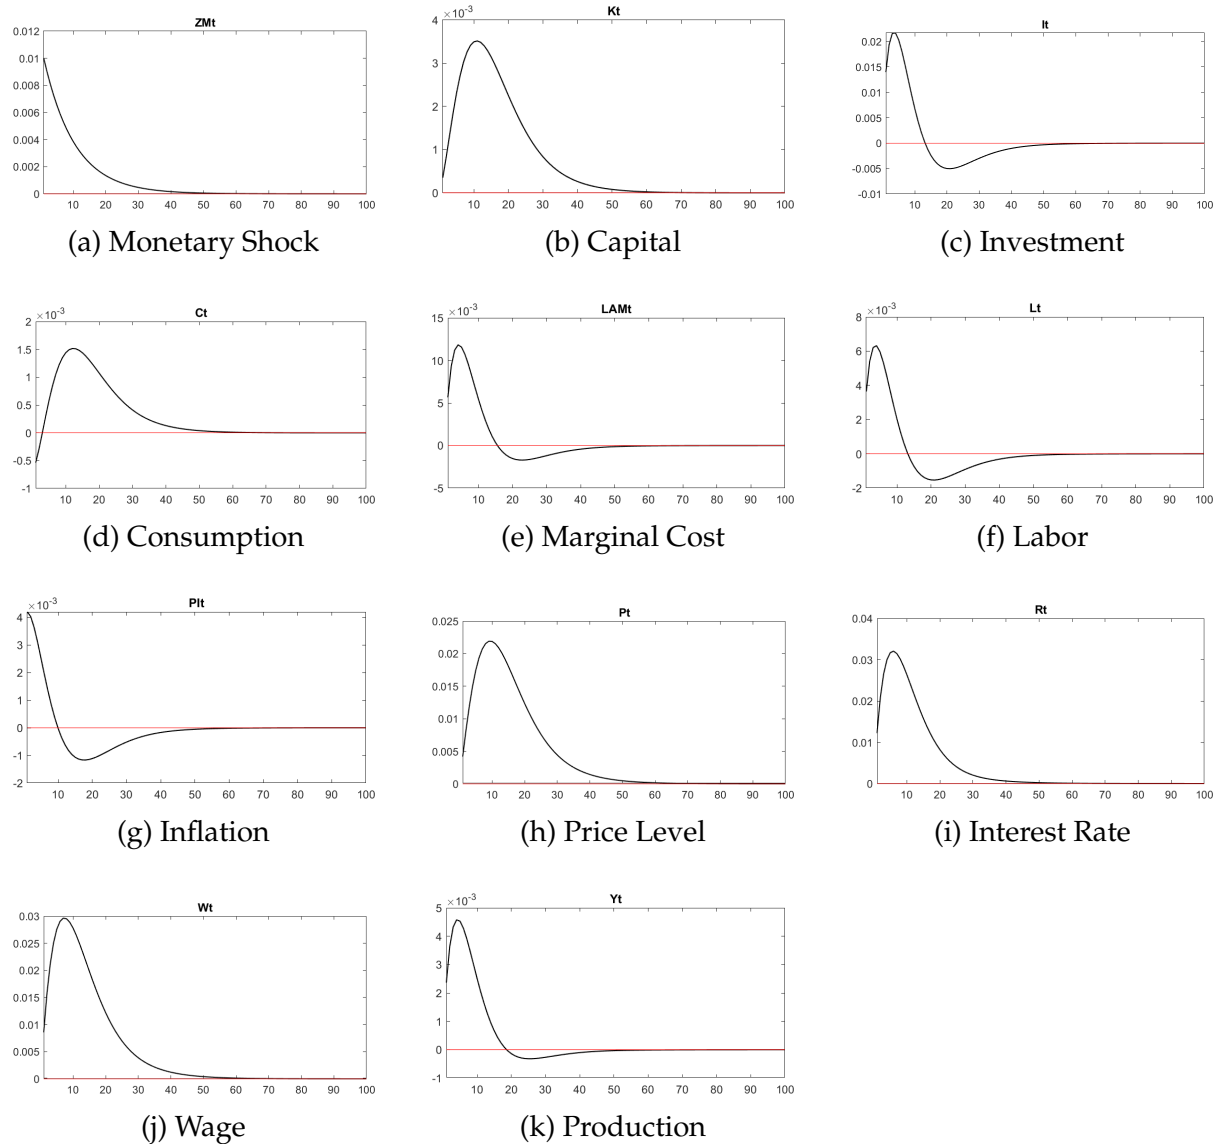 ZMt
0.012
0.01
0.008
0.006
0.004
0.002
0
10 20 30 40 50 60 70 80 90 100
(a) Monetary Shock
×10⁻³
Kt
4
3
2
1
0
10 20 30 40 50 60 70 80 90 100
(b) Capital
It
0.02
0.015
0.01
0.005
0
-0.005
-0.01
10 20 30 40 50 60 70 80 90 100
(c) Investment
×10⁻³
Ct
2
1.5
1
0.5
0
-0.5
-1
10 20 30 40 50 60 70 80 90 100
(d) Consumption
×10⁻³
LAMt
15
10
5
0
-5
10 20 30 40 50 60 70 80 90 100
(e) Marginal Cost
×10⁻³
Lt
8
6
4
2
0
-2
10 20 30 40 50 60 70 80 90 100
(f) Labor
×10⁻³
PIt
4
3
2
1
0
-1
-2
10 20 30 40 50 60 70 80 90 100
(g) Inflation
Pt
0.025
0.02
0.015
0.01
0.005
0
10 20 30 40 50 60 70 80 90 100
(h) Price Level
Rt
0.04
0.03
0.02
0.01
0
10 20 30 40 50 60 70 80 90 100
(i) Interest Rate
Wt
0.03
0.025
0.02
0.015
0.01
0.005
0
10 20 30 40 50 60 70 80 90 100
(j) Wage
×10⁻³
Yt
5
4
3
2
1
0
-1
10 20 30 40 50 60 70 80 90 100
(k) Production